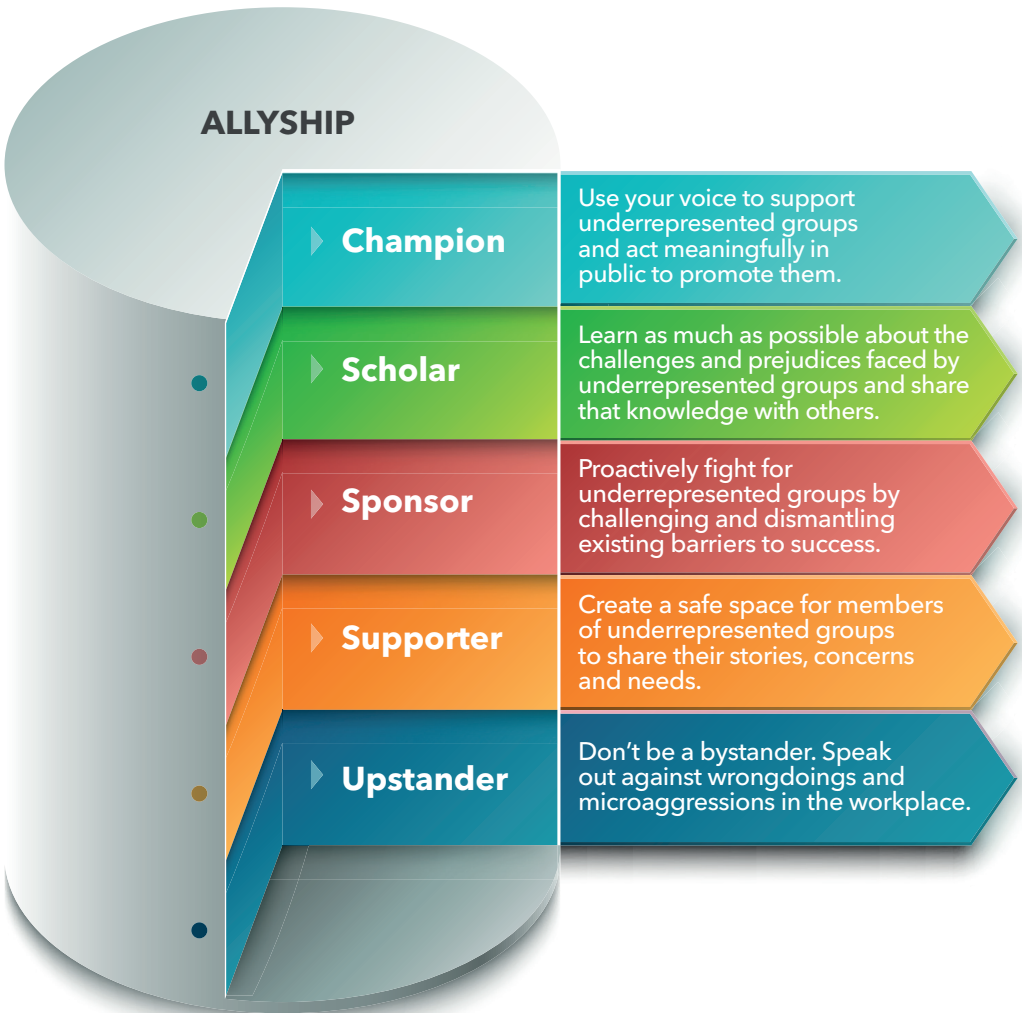 ALLYSHIP
Champion
Use your voice to support
underrepresented groups
and act meaningfully in
public to promote them.
Scholar
Learn as much as possible about the
challenges and prejudices faced by
underrepresented groups and share
that knowledge with others.
Sponsor
Proactively fight for
underrepresented groups by
challenging and dismantling
existing barriers to success.
Supporter
Create a safe space for members
of underrepresented groups
to share their stories, concerns
and needs.
Upstander
Don’t be a bystander. Speak
out against wrongdoings and
microaggressions in the workplace.